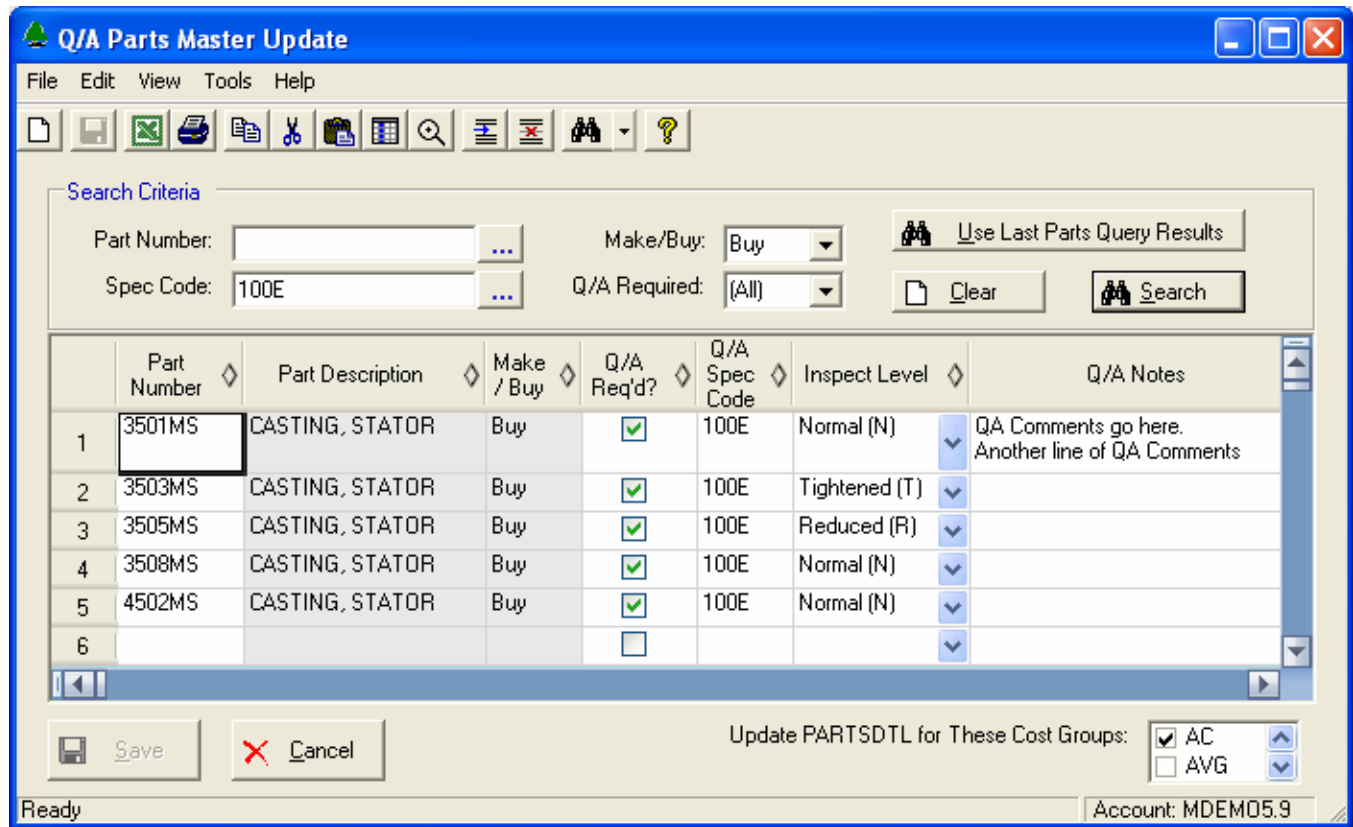 Q/A Parts Master Update
File Edit View Tools Help
Search Criteria
Part Number: ... Make/Buy: Buy Use Last Parts Query Results
Spec Code: 100E ... Q/A Required: (All) Clear Search
Part Number Part Description Make / Buy Q/A Req'd? Q/A Spec Code Inspect Level Q/A Notes
1 3501MS CASTING, STATOR Buy 100E Normal (N) QA Comments go here.
Another line of QA Comments
2 3503MS CASTING, STATOR Buy 100E Tightened (T)
3 3505MS CASTING, STATOR Buy 100E Reduced (R)
4 3508MS CASTING, STATOR Buy 100E Normal (N)
5 4502MS CASTING, STATOR Buy 100E Normal (N)
6
Save Cancel Update PARTSDTL for These Cost Groups: AC
AVG
Ready Account: MDEMO5.9